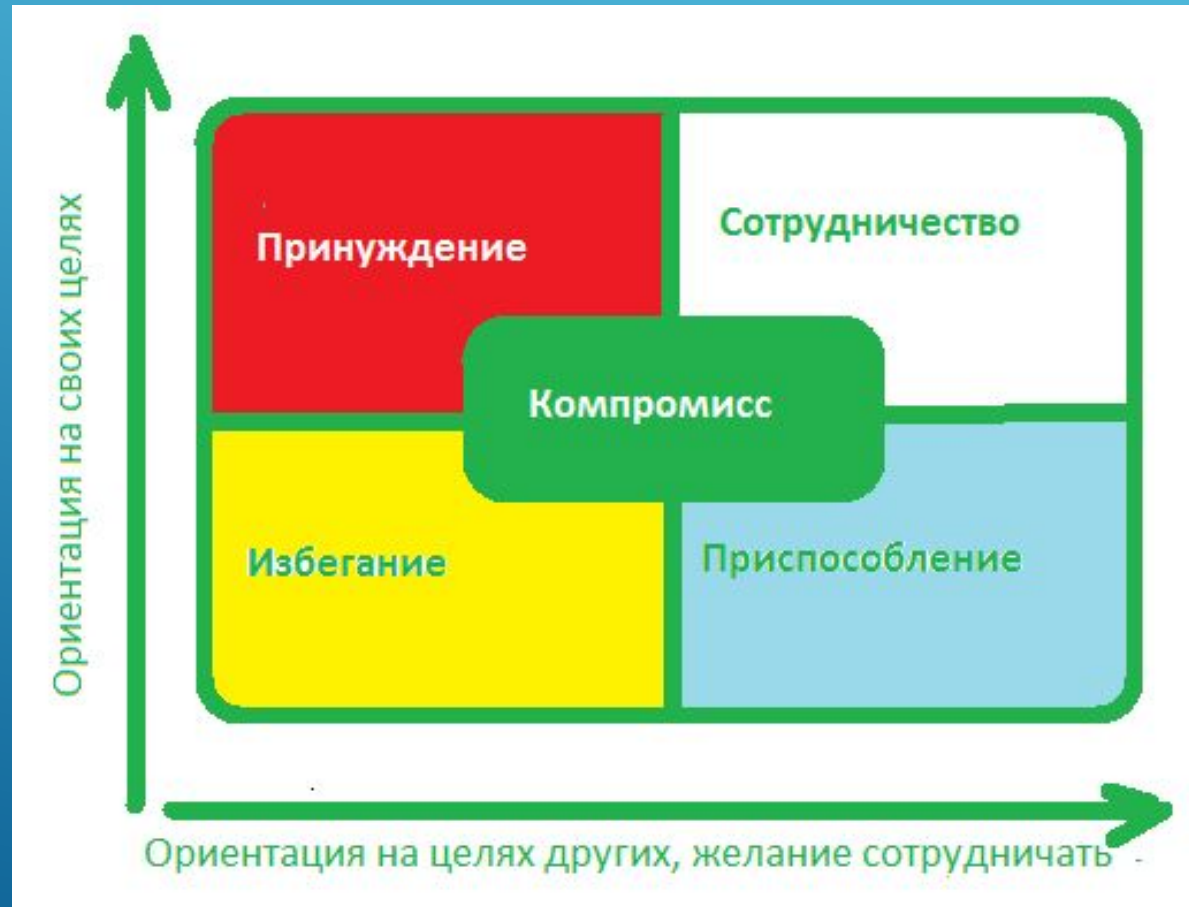 Ориентация на своих целях
Принуждение
Сотрудничество
Компромисс
Избегание
Приспособление
Ориентация на целях других, желание сотрудничать